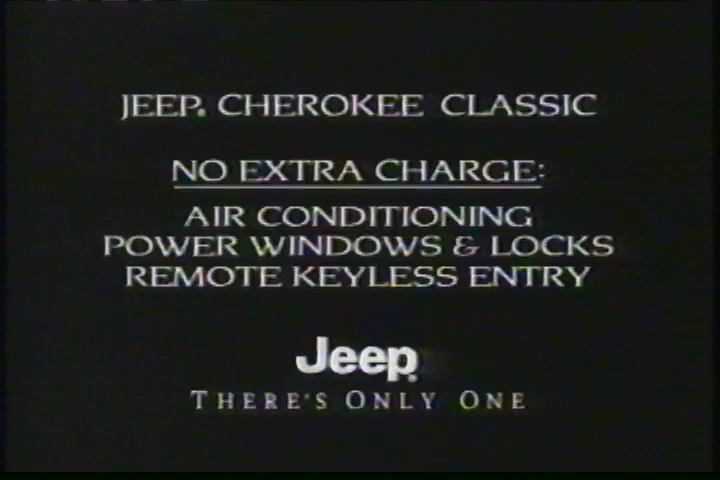 JEEP® CHEROKEE CLASSIC
NO EXTRA CHARGE:
AIR CONDITIONING
POWER WINDOWS & LOCKS
REMOTE KEYLESS ENTRY
Jeep®
THERE'S ONLY ONE